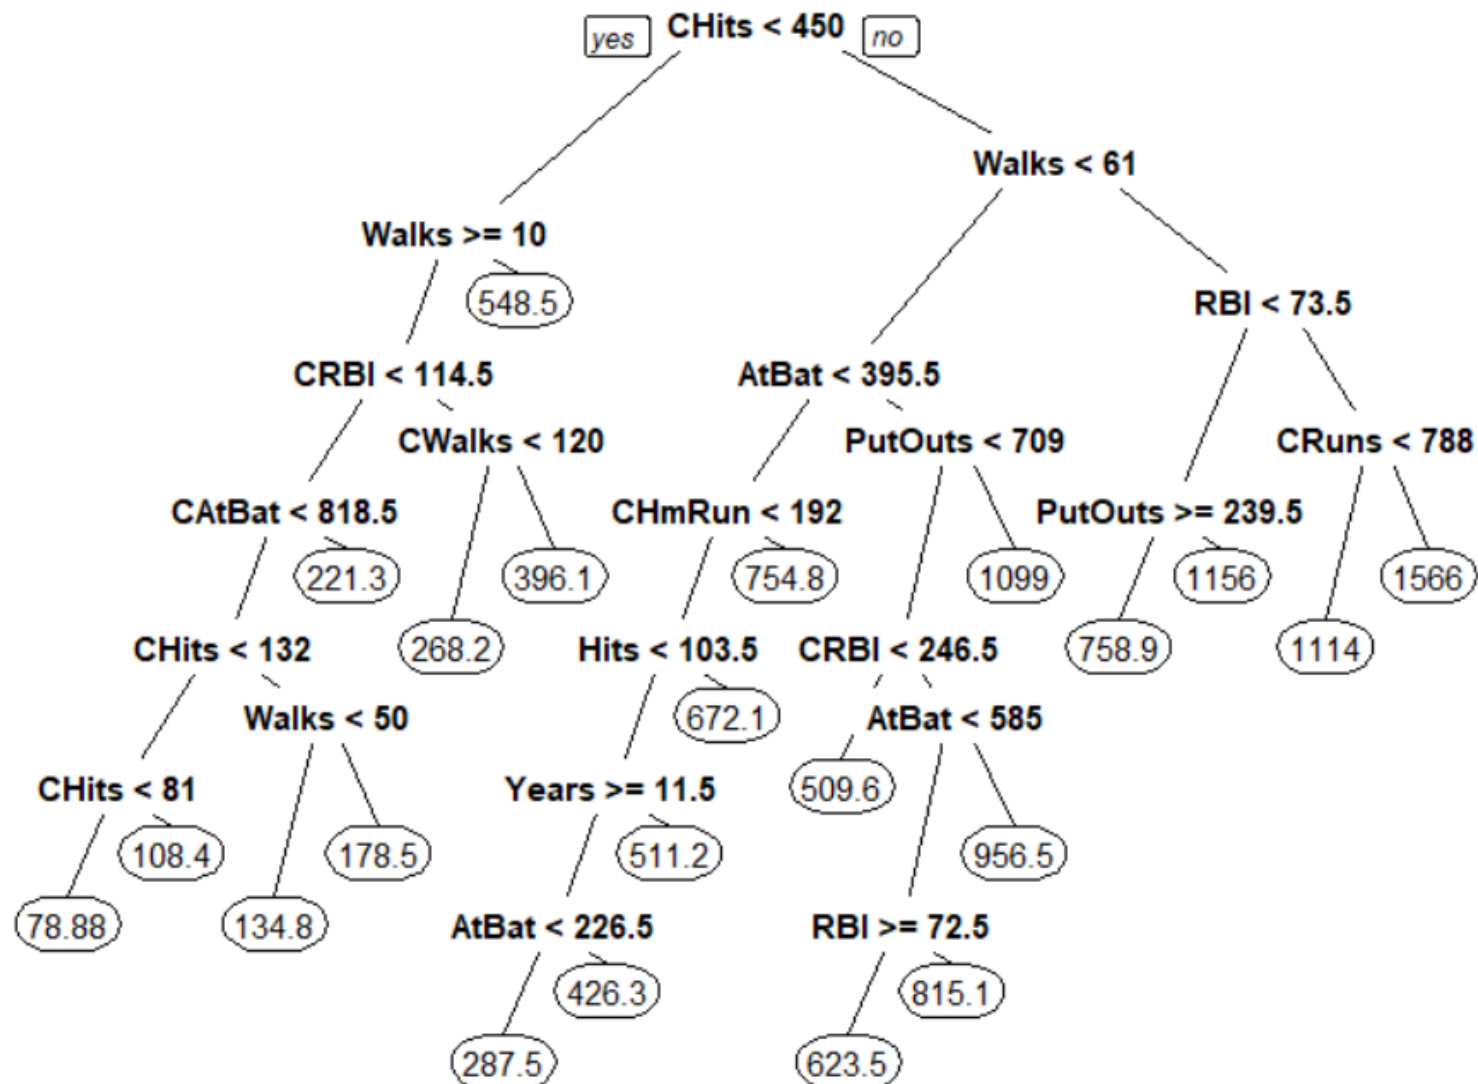 yes CHits < 450 no
Walks < 61
Walks >= 10
548.5
RBI < 73.5
CRBI < 114.5
AtBat < 395.5
CWalks < 120
PutOuts < 709
CRuns < 788
CAtBat < 818.5
CHmRun < 192
PutOuts >= 239.5
221.3
396.1
754.8
1099
1156
1566
CHits < 132
268.2
Hits < 103.5
CRBI < 246.5
758.9
1114
Walks < 50
672.1
AtBat < 585
CHits < 81
Years >= 11.5
509.6
108.4
178.5
511.2
956.5
78.88
134.8
AtBat < 226.5
RBI >= 72.5
426.3
815.1
287.5
623.5